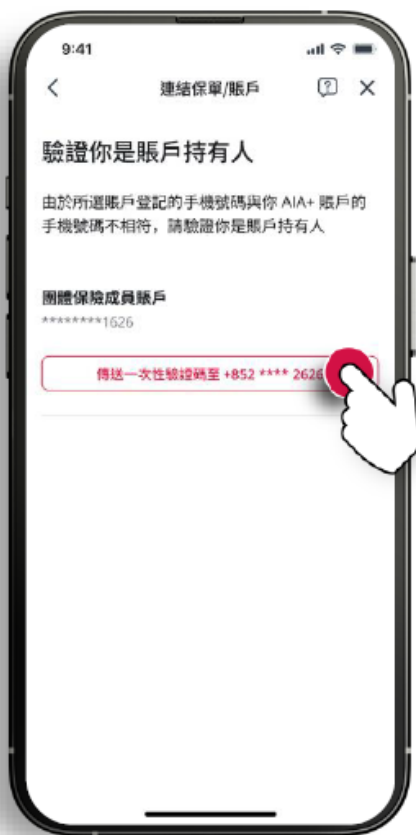 9:41
連結保單/賬戶
驗證你是賬戶持有人
由於所選賬戶登記的手機號碼與你 AIA+ 賬戶的
手機號碼不相符，請驗證你是賬戶持有人
團體保險成員賬戶
********1626
傳送一次性驗證碼至 +852 **** 2626